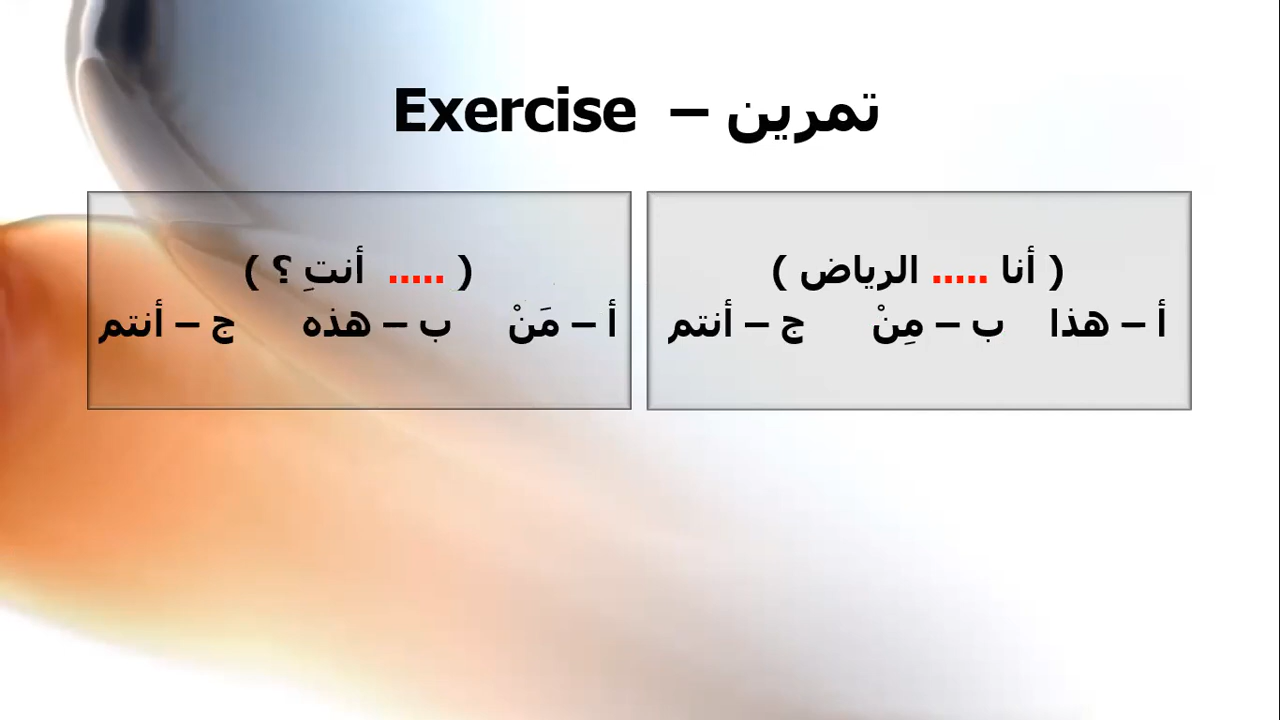 تمرين – Exercise
( أنا ..... الرياض )
أ – هذا ب – مِنْ ج – أنتم
( ..... أنتِ ؟ )
أ – مَنْ ب – هذه ج – أنتم